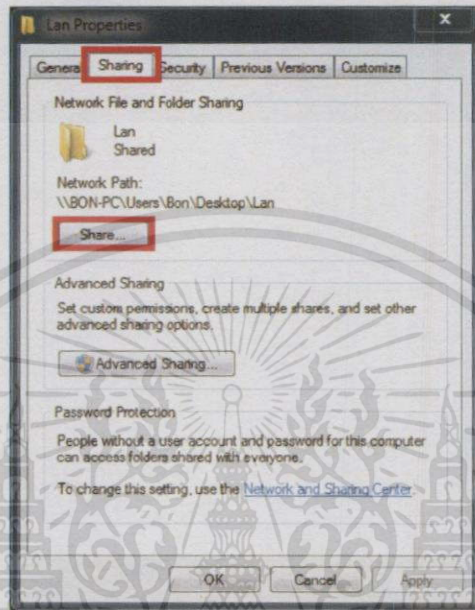 Lan Properties
x
General Sharing Security Previous Versions Customize
Network File and Folder Sharing
Lan
Shared
Network Path:
\\BON-PC\Users\Bon\Desktop\Lan
Share...
Advanced Sharing
Set custom permissions, create multiple shares, and set other
advanced sharing options.
Advanced Sharing...
Password Protection
People without a user account and password for this computer
can access folders shared with everyone.
To change this setting, use the Network and Sharing Center.
OK Cancel Apply